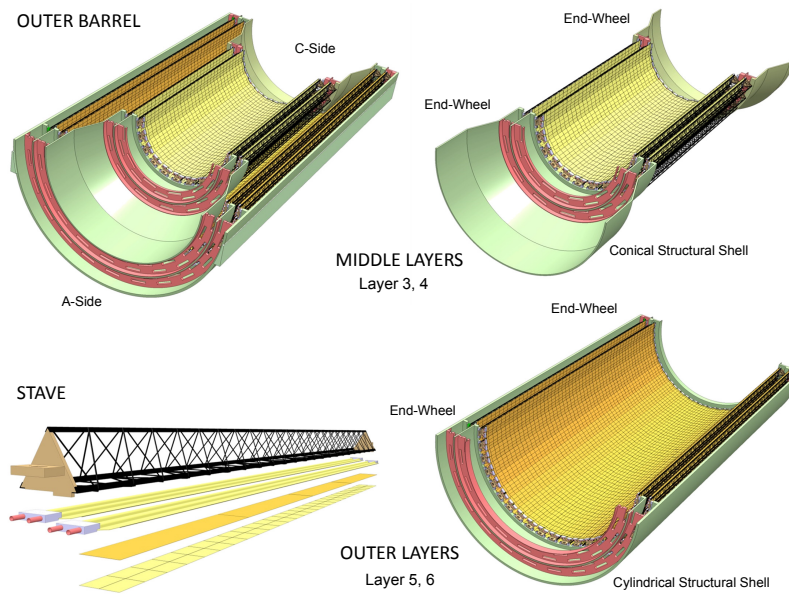 OUTER BARREL
C-Side
A-Side
End-Wheel
End-Wheel
Conical Structural Shell
MIDDLE LAYERS
Layer 3, 4
STAVE
End-Wheel
End-Wheel
OUTER LAYERS
Layer 5, 6
Cylindrical Structural Shell